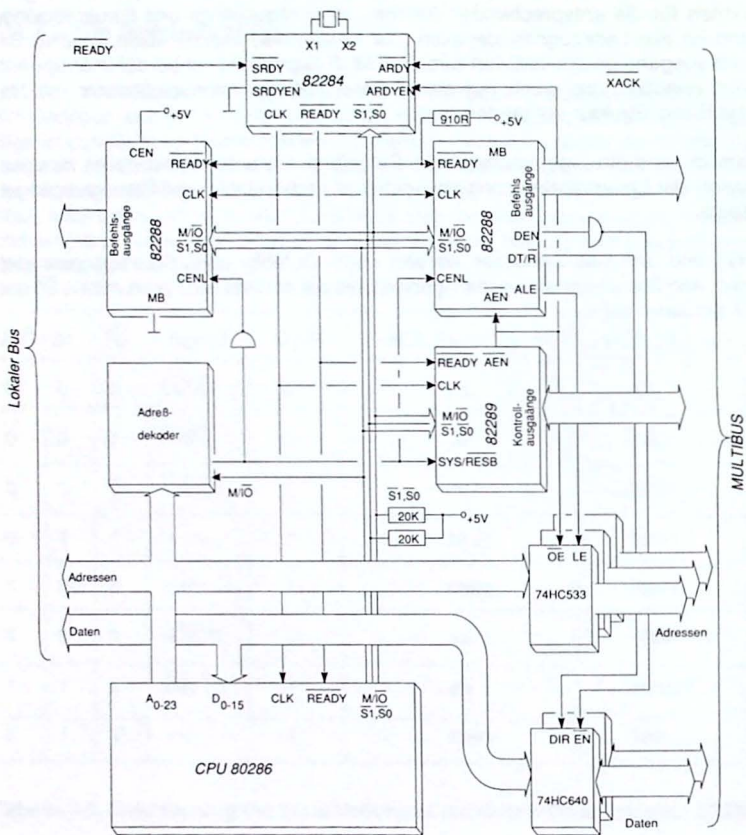 READY
X1 X2
SRDY
SRDYEN
82284
ARDY
ARDYEN
XACK
CLK READY S1,S0
+5V
910R
+5V
CEN
READY
CLK
M/IO
S1,S0
CENL
MB
Befehls-
ausgänge
82288
MB
READY
CLK
M/IO
S1,S0
CENL
AEN
82288
Befehls
ausgänge
DEN
DT/R
ALE
Lokaler Bus
MULTIBUS
Adreß-
dekoder
M/IO
READY AEN
CLK
M/IO
S1,S0
SYS/RESB
82289
Kontroll-
ausgaänge
S1,S0
20K
20K
+5V
Adressen
Daten
OE LE
74HC533
Adressen
A0-23
D0-15
CLK
READY
M/IO
S1,S0
CPU 80286
DIR EN
74HC640
Daten